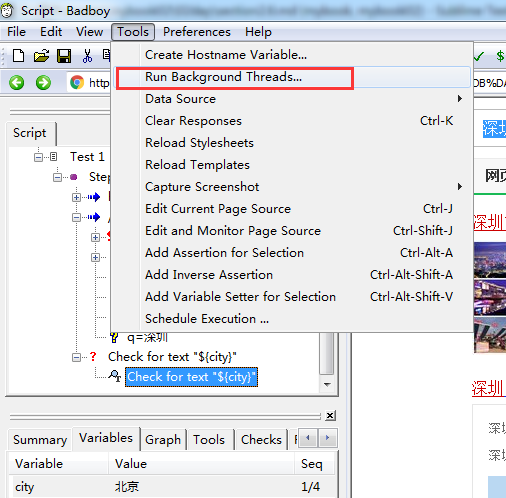 Script - Badboy
File Edit View Tools Preferences Help
http
DB%DA
Script
Test 1
Step
q=深圳
Check for text "${city}"
Check for text "${city}"
Create Hostname Variable...
Run Background Threads...
Data Source
Clear Responses Ctrl-K
Reload Stylesheets
Reload Templates
Capture Screenshot
Edit Current Page Source Ctrl-J
Edit and Monitor Page Source Ctrl-Shift-J
Add Assertion for Selection Ctrl-Alt-A
Add Inverse Assertion Ctrl-Alt-Shift-A
Add Variable Setter for Selection Ctrl-Alt-Shift-V
Schedule Execution ...
深圳
网页
深圳
深圳
深圳
深圳
Summary Variables Graph Tools Checks
Variable Value Seq
city 北京 1/4